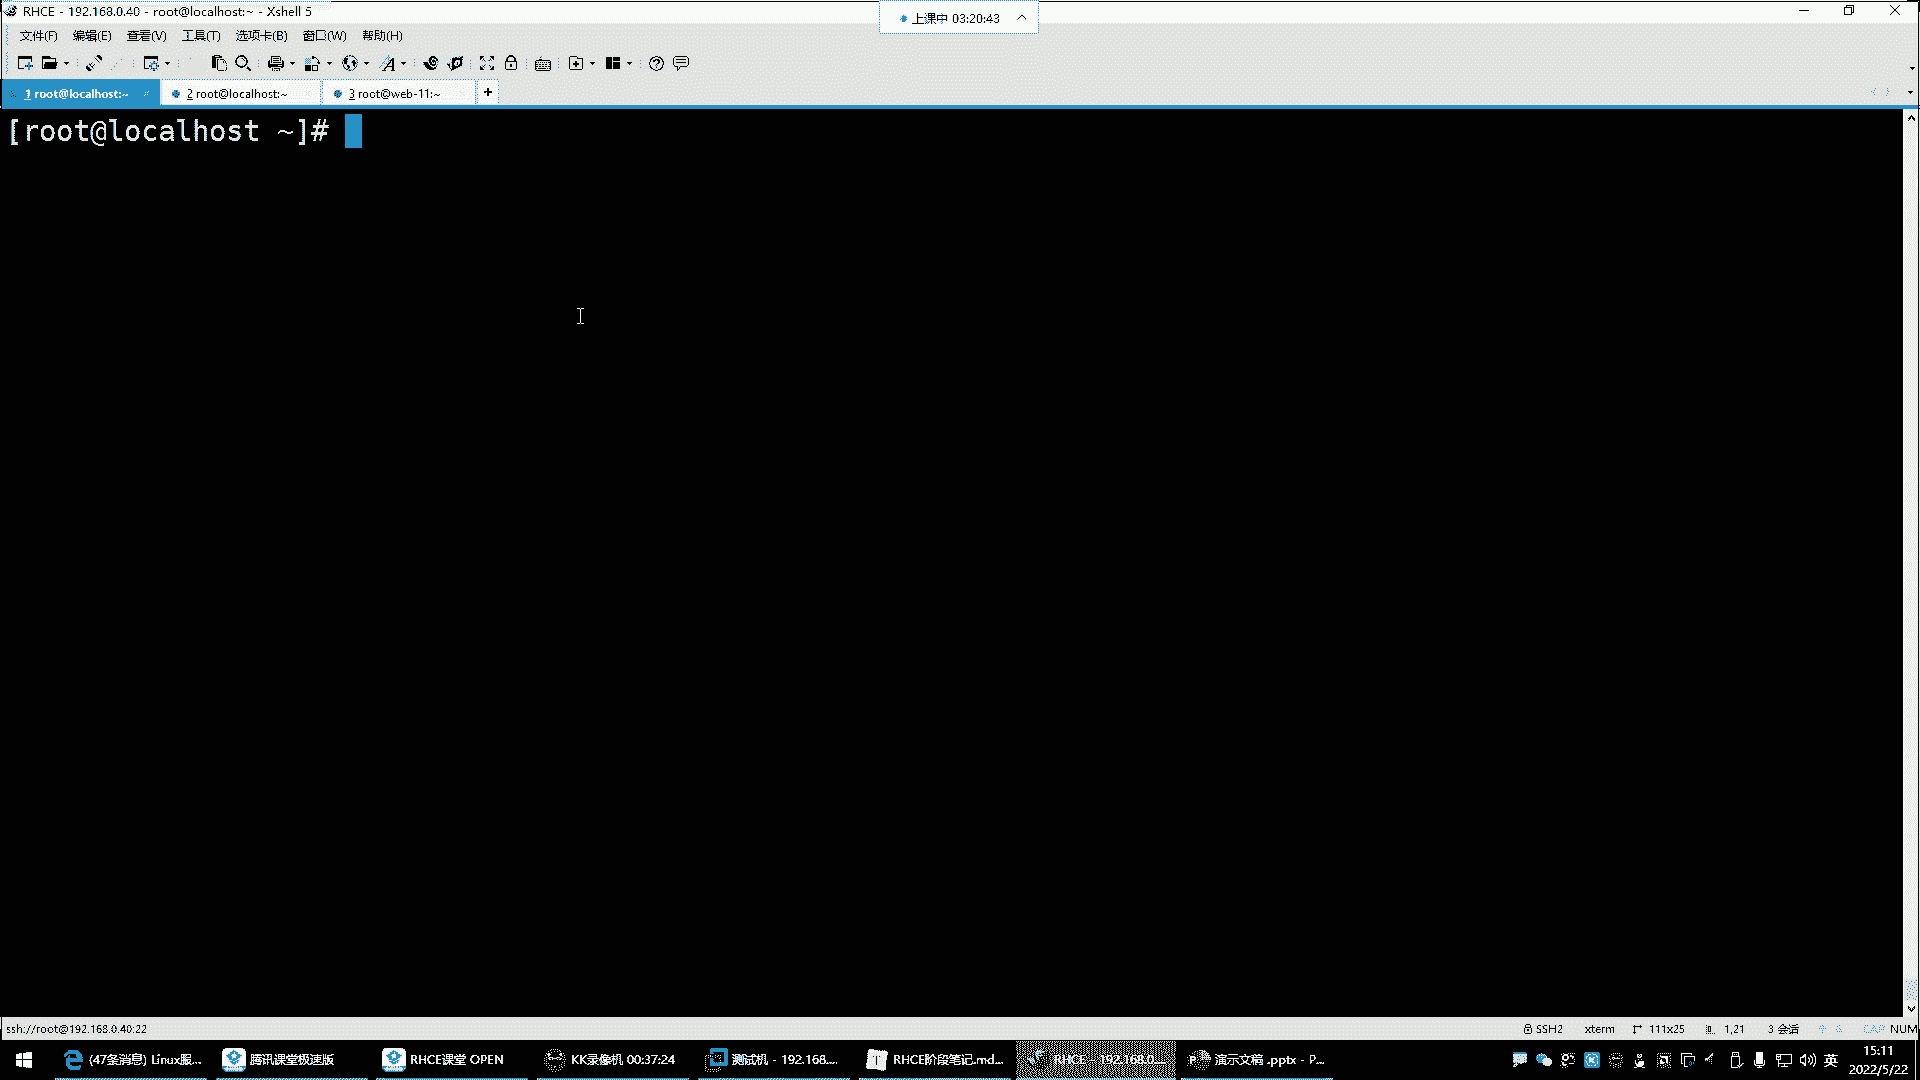 RHCE - 192.168.0.40 - root@localhost:~ - Xshell 5
上课中 03:20:43
文件(F) 编辑(E) 查看(V) 工具(T) 选项卡(B) 窗口(W) 帮助(H)
1 root@localhost:~ 2 root@localhost:~ 3 root@web-11:~ +
[root@localhost ~]#
ssh://root@192.168.0.40:22 SSH2 xterm 111x25 1,21 3 会话 CAP NUM
(47条消息) Linux服... 腾讯课堂极速版 RHCE课堂 OPEN KK录像机 00:37:24 测试机 - 192.168.... RHCE阶段笔记.md... RHCE - 192.168.0.... 演示文稿 .pptx - P... 英 15:11
2022/5/22